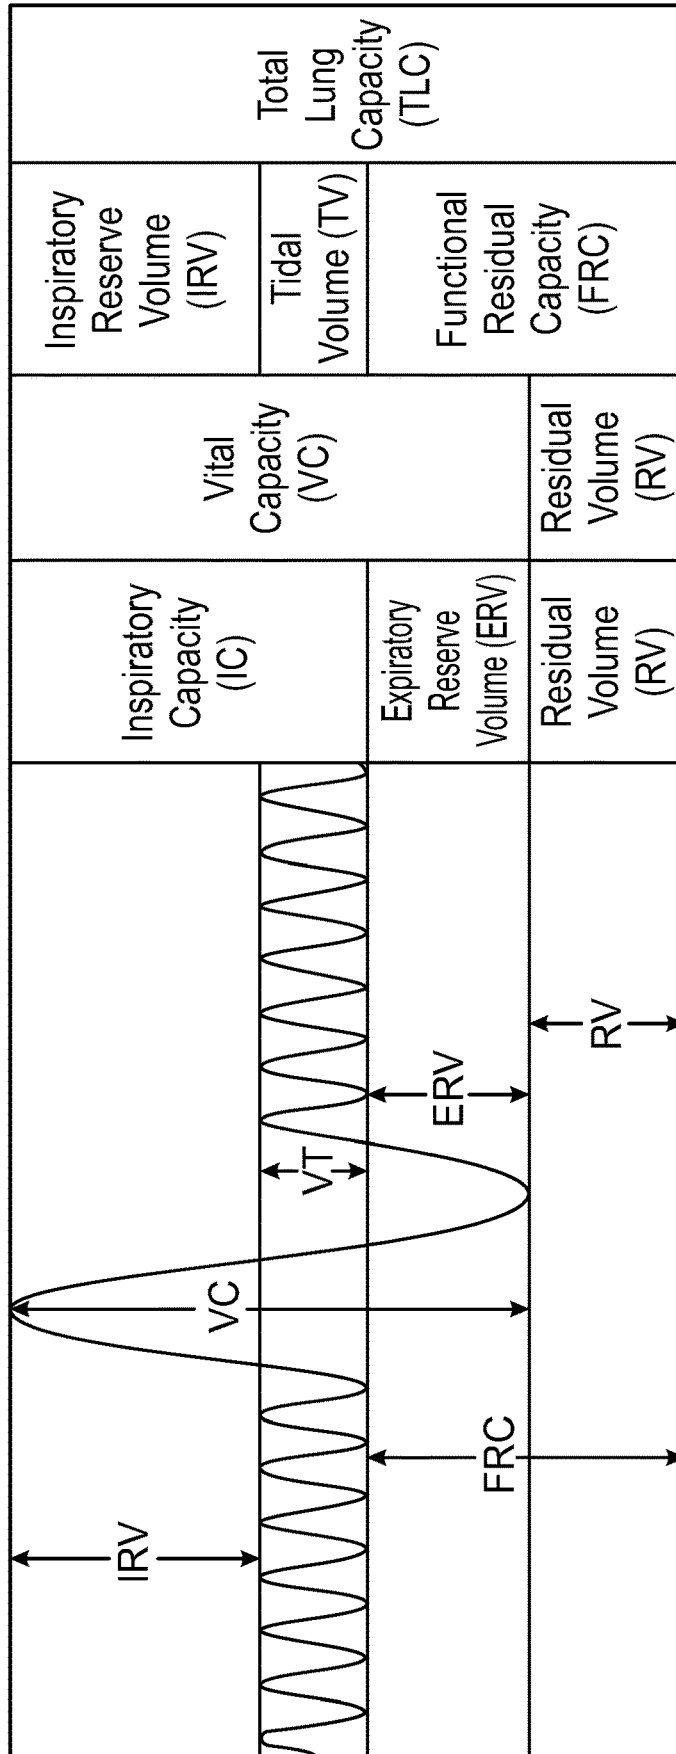 IRV
FRC
VC
VT
ERV
RV
Inspiratory
Capacity
(IC)
Expiratory
Reserve
Volume (ERV)
Residual
Volume
(RV)
Vital
Capacity
(VC)
Residual
Volume
(RV)
Inspiratory
Reserve
Volume
(IRV)
Tidal
Volume (TV)
Functional
Residual
Capacity
(FRC)
Total
Lung
Capacity
(TLC)